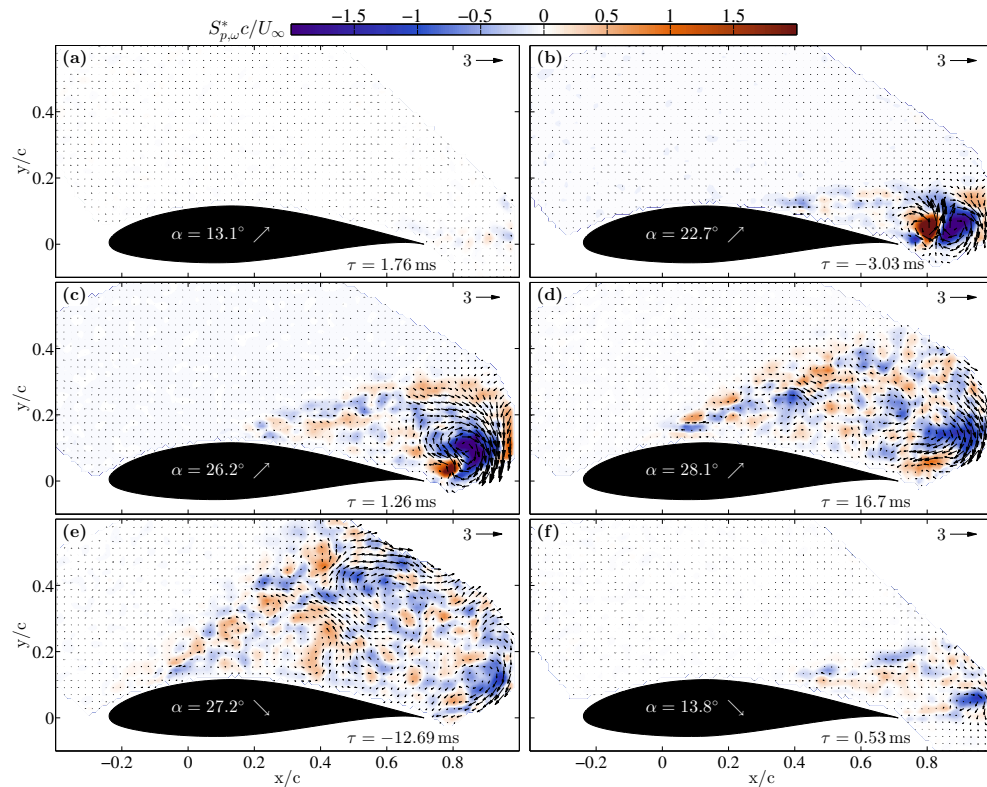 S*p,ω c/U∞
−1.5 −1 −0.5 0 0.5 1 1.5
(a) 3
(b) 3
0.4
0.2
0
y/c
α = 13.1° ↗
τ = 1.76 ms
α = 22.7° ↗
τ = −3.03 ms
(c) 3
(d) 3
0.4
0.2
0
y/c
α = 26.2° ↗
τ = 1.26 ms
α = 28.1° ↗
τ = 16.7 ms
(e) 3
(f) 3
0.4
0.2
0
y/c
α = 27.2° ↘
τ = −12.69 ms
α = 13.8° ↘
τ = 0.53 ms
−0.2 0 0.2 0.4 0.6 0.8
−0.2 0 0.2 0.4 0.6 0.8
x/c
x/c